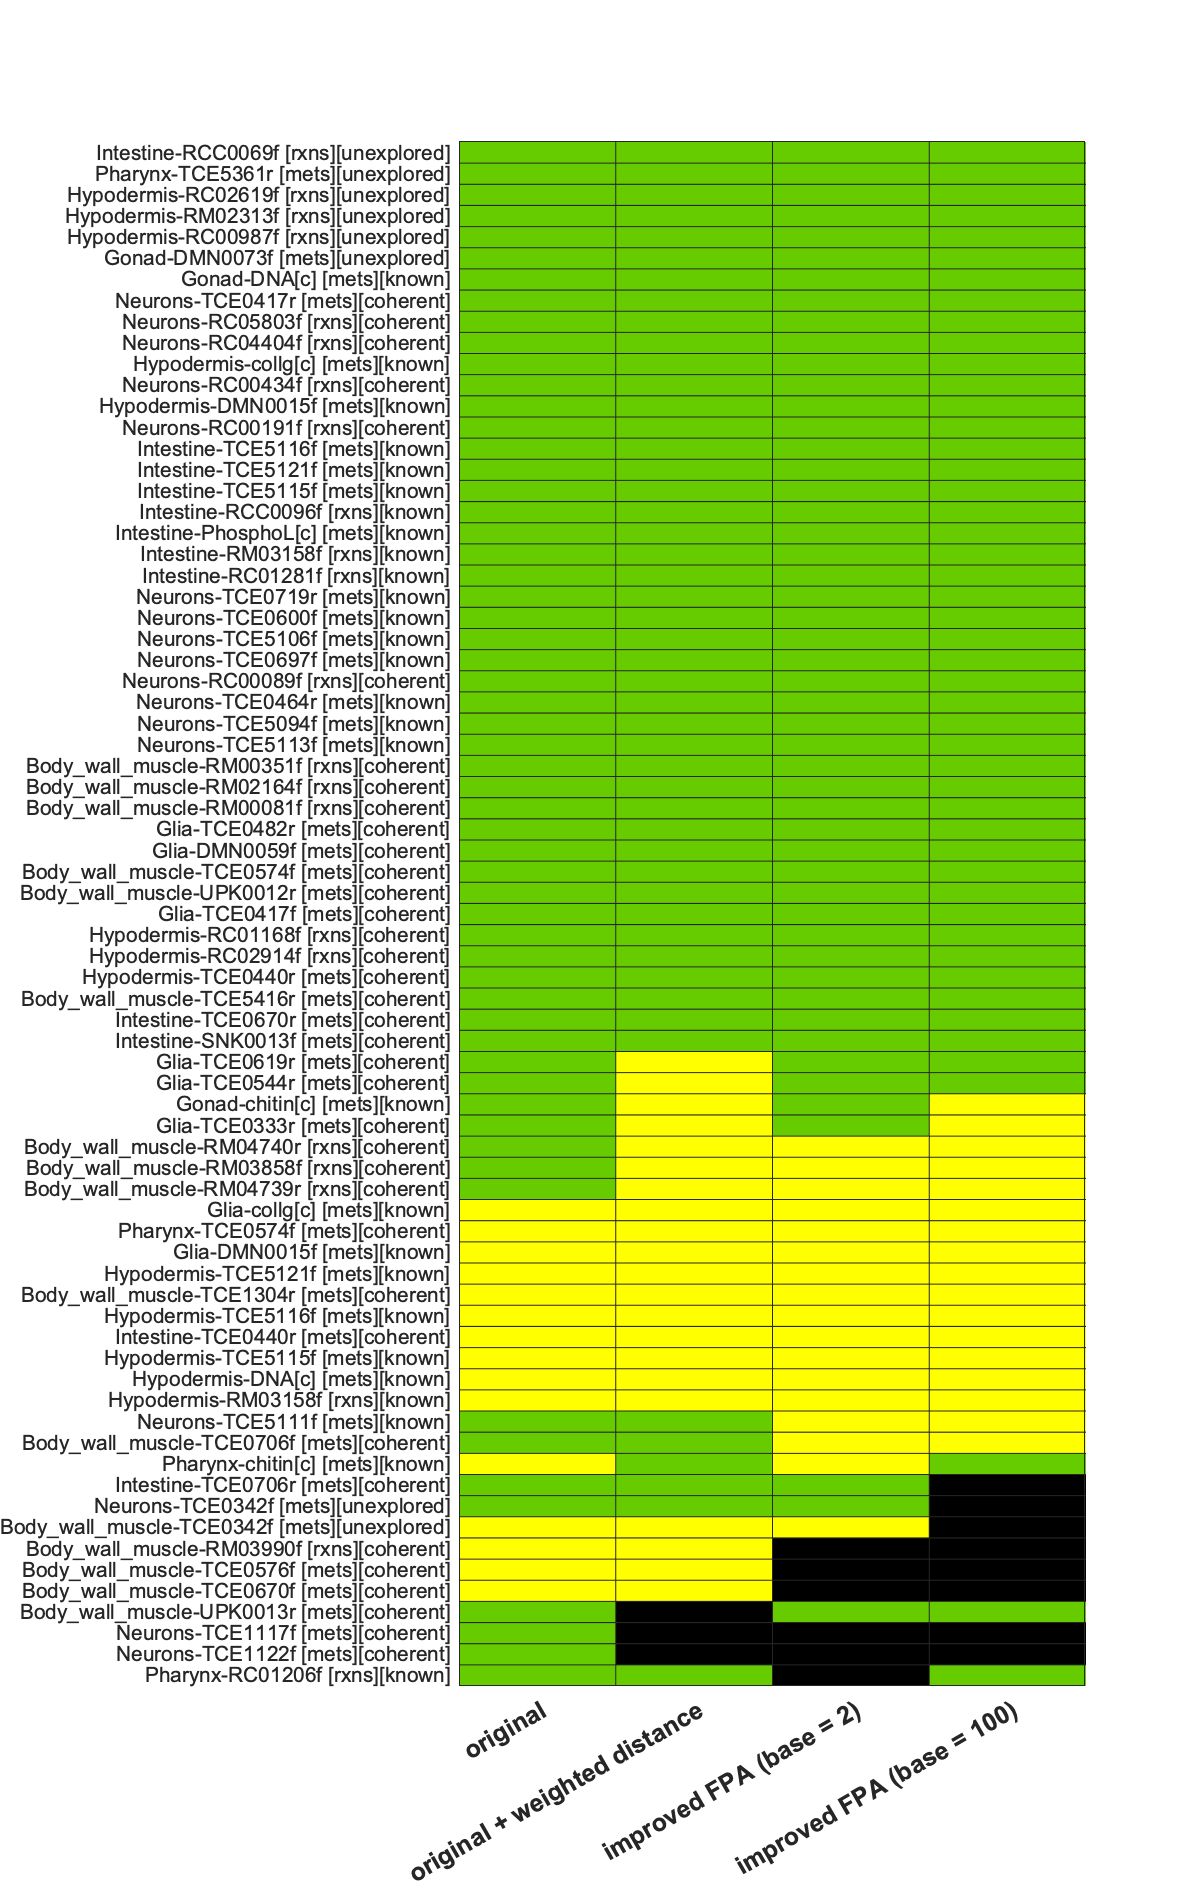 Intestine-RCC0069f [rxns][unexplored]
Pharynx-TCE5361r [mets][unexplored]
Hypodermis-RC02619f [rxns][unexplored]
Hypodermis-RM02313f [rxns][unexplored]
Hypodermis-RC00987f [rxns][unexplored]
Gonad-DMN0073f [mets][unexplored]
Gonad-DNA[c] [mets][known]
Neurons-TCE0417r [mets][coherent]
Neurons-RC05803f [rxns][coherent]
Neurons-RC04404f [rxns][coherent]
Hypodermis-collg[c] [mets][known]
Neurons-RC00434f [rxns][coherent]
Hypodermis-DMN0015f [mets][known]
Neurons-RC00191f [rxns][coherent]
Intestine-TCE5116f [mets][known]
Intestine-TCE5121f [mets][known]
Intestine-TCE5115f [mets][known]
Intestine-RCC0096f [rxns][known]
Intestine-PhosphoL[c] [mets][known]
Intestine-RM03158f [rxns][known]
Intestine-RC01281f [rxns][known]
Neurons-TCE0719r [mets][known]
Neurons-TCE0600f [mets][known]
Neurons-TCE5106f [mets][known]
Neurons-TCE0697f [mets][known]
Neurons-RC00089f [rxns][coherent]
Neurons-TCE0464r [mets][known]
Neurons-TCE5094f [mets][known]
Neurons-TCE5113f [mets][known]
Body_wall_muscle-RM00351f [rxns][coherent]
Body_wall_muscle-RM02164f [rxns][coherent]
Body_wall_muscle-RM00081f [rxns][coherent]
Glia-TCE0482r [mets][coherent]
Glia-DMN0059f [mets][coherent]
Body_wall_muscle-TCE0574f [mets][coherent]
Body_wall_muscle-UPK0012r [mets][coherent]
Glia-TCE0417f [mets][coherent]
Hypodermis-RC01168f [rxns][coherent]
Hypodermis-RC02914f [rxns][coherent]
Hypodermis-TCE0440r [mets][coherent]
Body_wall_muscle-TCE5416r [mets][coherent]
Intestine-TCE0670r [mets][coherent]
Intestine-SNK0013f [mets][coherent]
Glia-TCE0619r [mets][coherent]
Glia-TCE0544r [mets][coherent]
Gonad-chitin[c] [mets][known]
Glia-TCE0333r [mets][coherent]
Body_wall_muscle-RM04740r [rxns][coherent]
Body_wall_muscle-RM03858f [rxns][coherent]
Body_wall_muscle-RM04739r [rxns][coherent]
Glia-collg[c] [mets][known]
Pharynx-TCE0574f [mets][coherent]
Glia-DMN0015f [mets][known]
Hypodermis-TCE5121f [mets][known]
Body_wall_muscle-TCE1304r [mets][coherent]
Hypodermis-TCE5116f [mets][known]
Intestine-TCE0440r [mets][coherent]
Hypodermis-TCE5115f [mets][known]
Hypodermis-DNA[c] [mets][known]
Hypodermis-RM03158f [rxns][known]
Neurons-TCE5111f [mets][known]
Body_wall_muscle-TCE0706f [mets][coherent]
Pharynx-chitin[c] [mets][known]
Intestine-TCE0706r [mets][coherent]
Neurons-TCE0342f [mets][unexplored]
Body_wall_muscle-TCE0342f [mets][unexplored]
Body_wall_muscle-RM03990f [rxns][coherent]
Body_wall_muscle-TCE0576f [mets][coherent]
Body_wall_muscle-TCE0670f [mets][coherent]
Body_wall_muscle-UPK0013r [mets][coherent]
Neurons-TCE1117f [mets][coherent]
Neurons-TCE1122f [mets][coherent]
Pharynx-RC01206f [rxns][known]
original
original + weighted distance
improved FPA (base = 2)
improved FPA (base = 100)